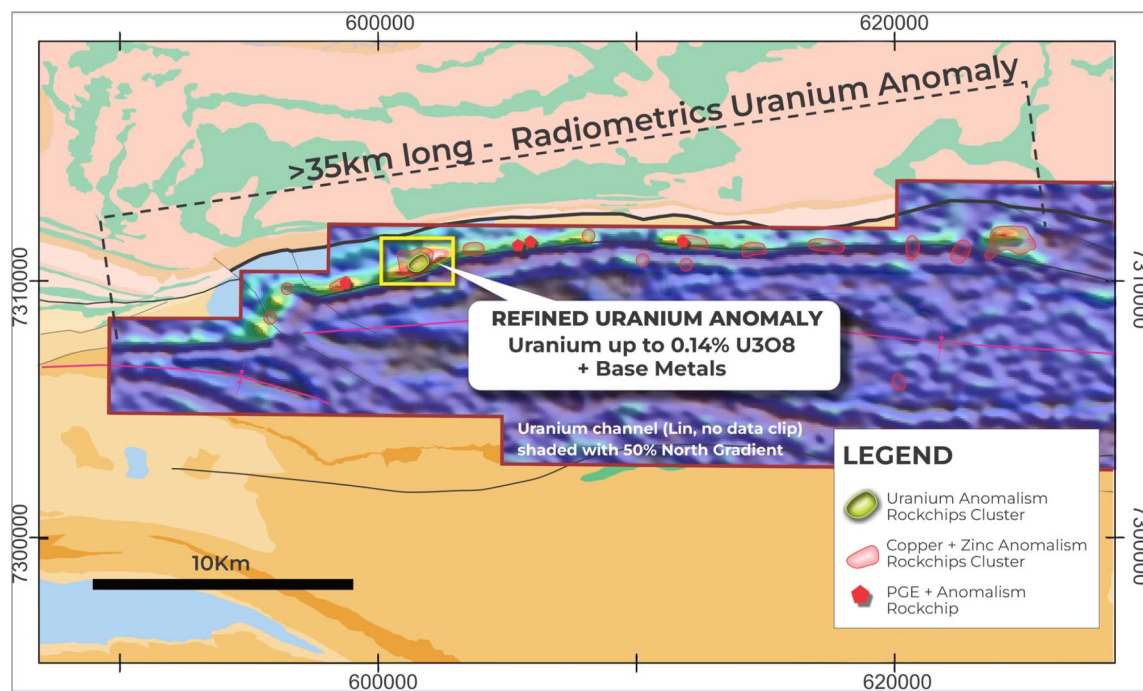 600000
620000
>35km long - Radiometrics Uranium Anomaly
7310000
7310000
REFINED URANIUM ANOMALY
Uranium up to 0.14% U3O8
+ Base Metals
Uranium channel (Lin, no data clip)
shaded with 50% North Gradient
LEGEND
Uranium Anomalism
Rockchips Cluster
Copper + Zinc Anomalism
Rockchips Cluster
PGE + Anomalism
Rockchip
7300000
7300000
10Km
600000
620000